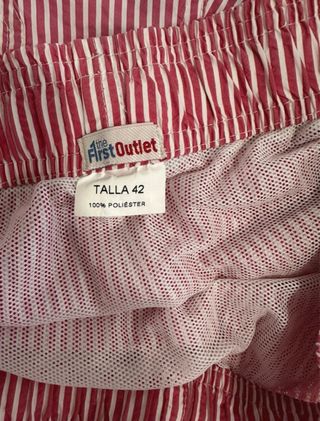 the
First Outlet
TALLA 42
100% POLIÉSTER